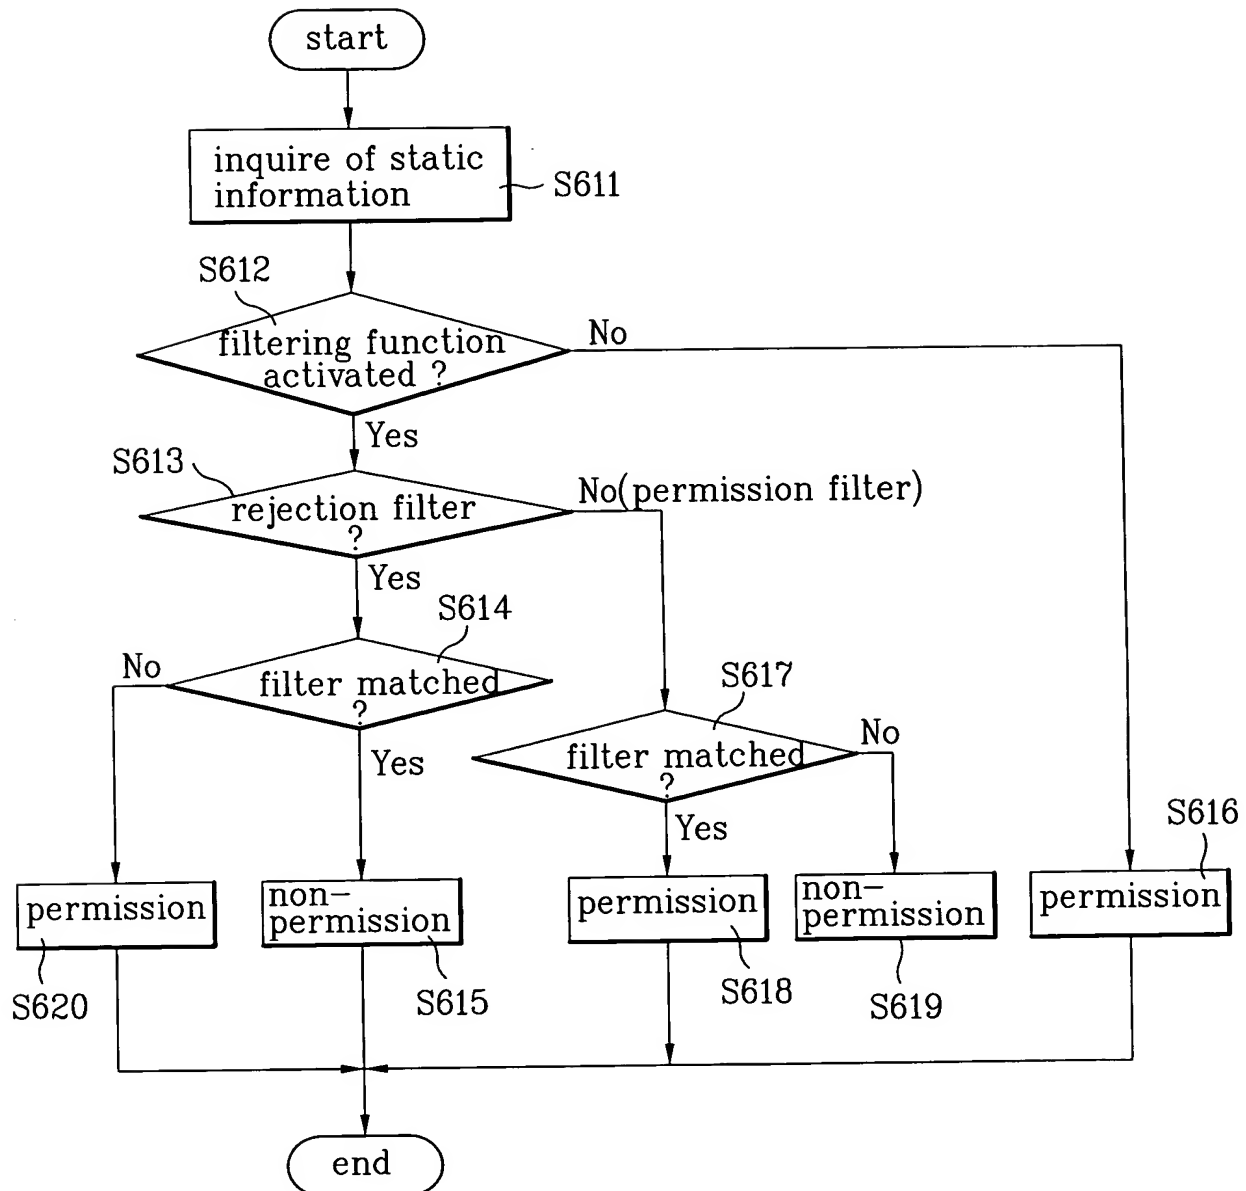 start
inquire of static
information
S611
S612
filtering function
activated ?
No
Yes
S613
rejection filter
?
No(permission filter)
Yes
S614
No
filter matched
?
Yes
S617
filter matched
?
No
Yes
S616
permission
non-
permission
permission
non-
permission
permission
S620
S615
S618
S619
end